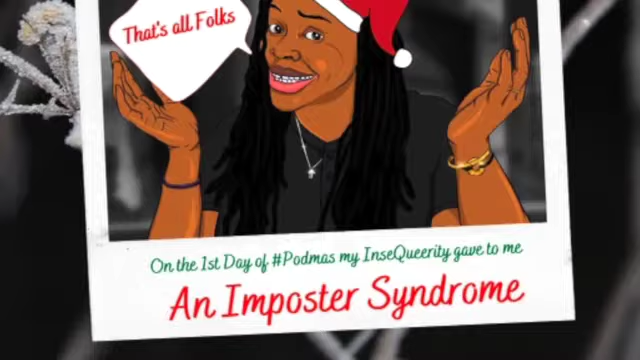 That's all Folks
On the 1st Day of #Podmas my InseQueerity gave to me
An Imposter Syndrome